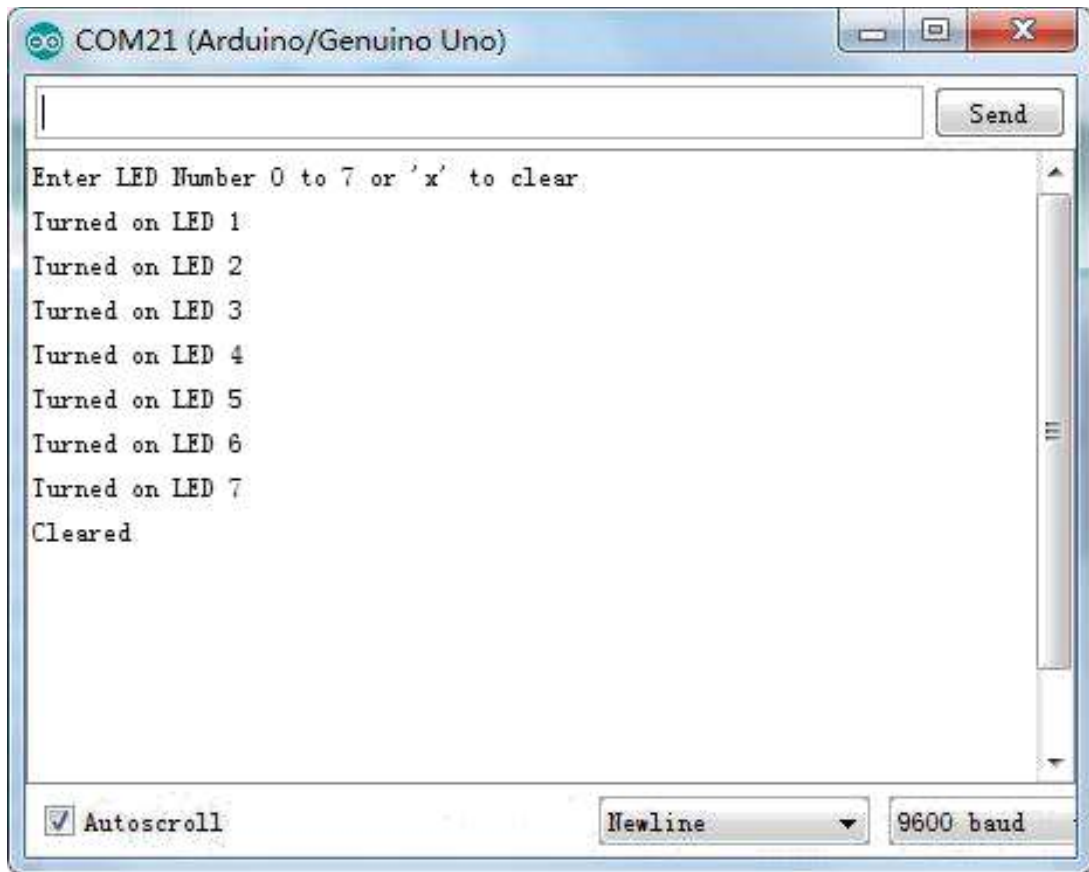 COM21 (Arduino/Genuino Uno)
Send
Enter LED Number 0 to 7 or 'x' to clear
Turned on LED 1
Turned on LED 2
Turned on LED 3
Turned on LED 4
Turned on LED 5
Turned on LED 6
Turned on LED 7
Cleared
Autoscroll
Newline
9600 baud